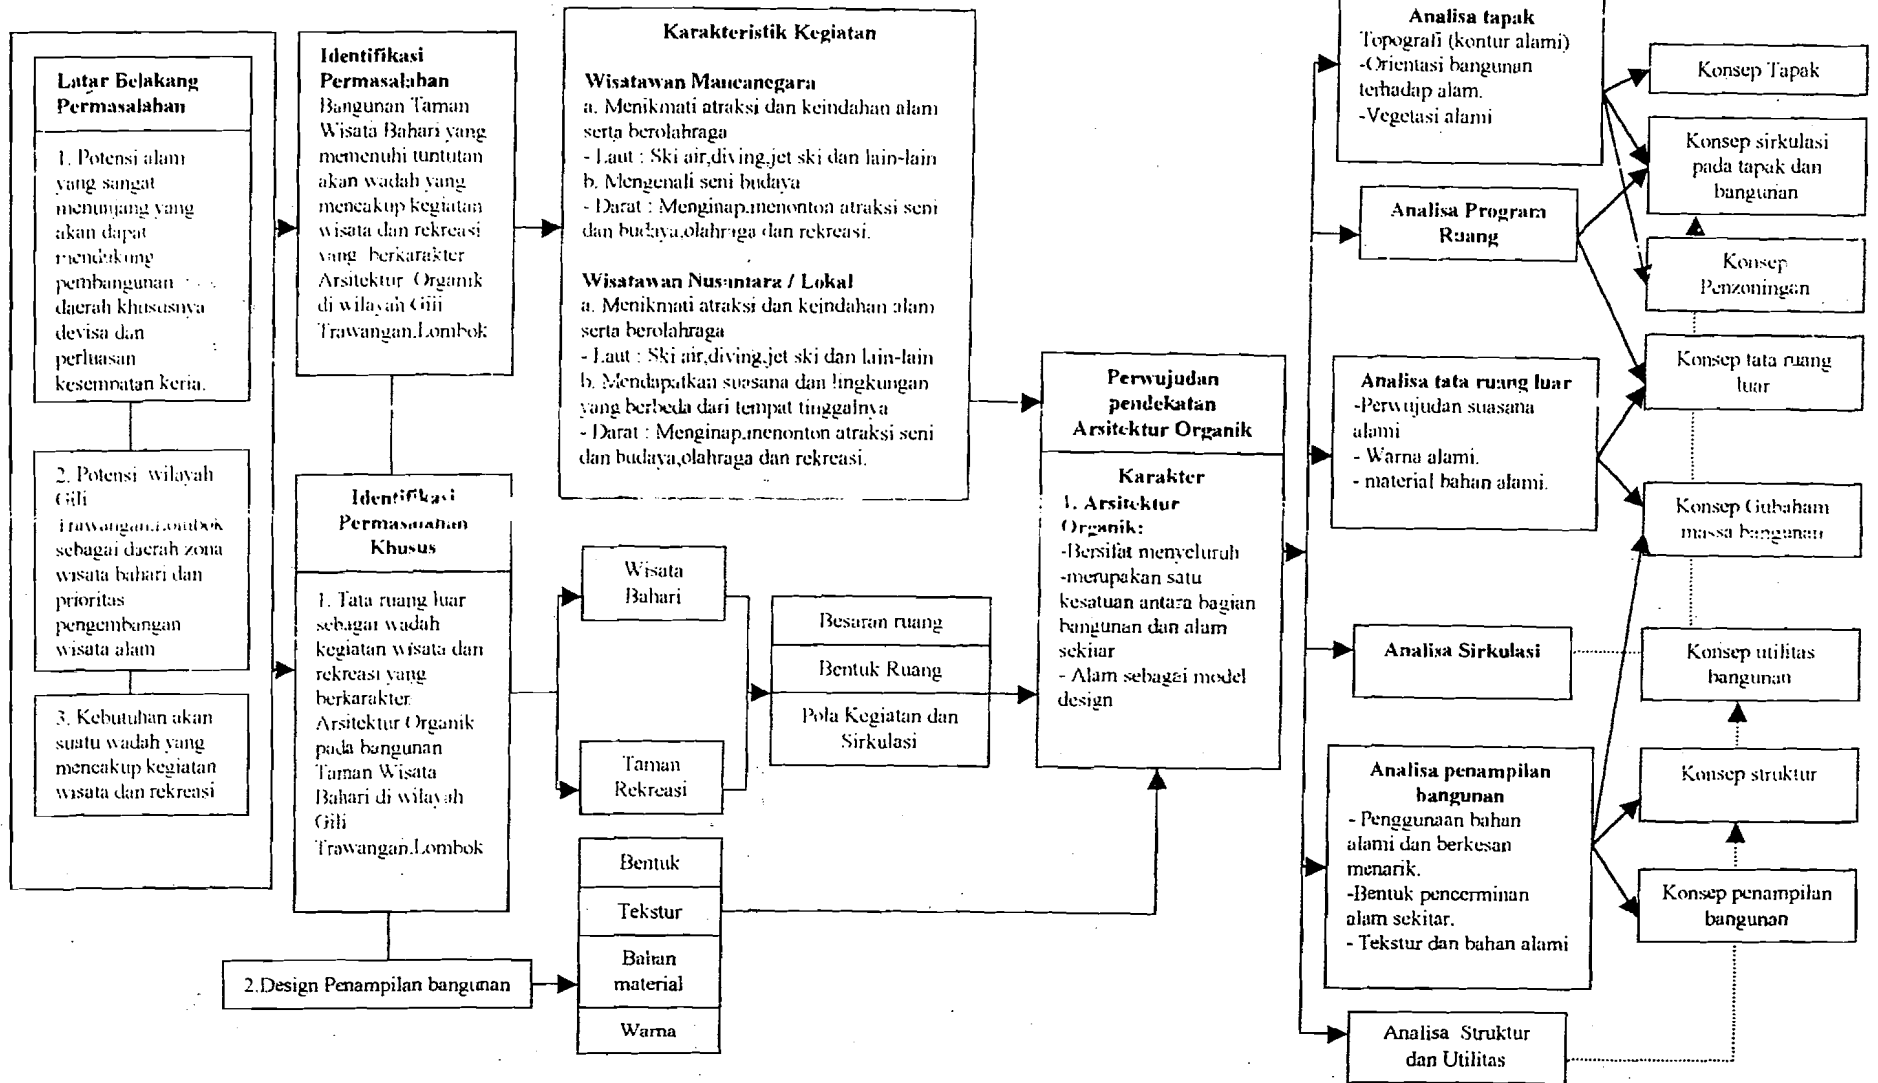 Latar Belakang
Permasalahan
1. Potensi alam
yang sangat
menunjang yang
akan dapat
mendukung
pembangunan
daerah khususnya
devisa dan
perluasan
kesempatan kerja.
2. Potensi wilayah
Gili
Trawangan.Lombok
sebagai daerah zona
wisata bahari dan
prioritas
pengembangan
wisata alam
3. Kebutuhan akan
suatu wadah yang
mencakup kegiatan
wisata dan rekreasi
Identifikasi
Permasalahan
Bangunan Taman
Wisata Bahari yang
memenuhi tuntutan
akan wadah yang
mencakup kegiatan
wisata dan rekreasi
yang berkarakter
Arsitektur Organik
di wilayah Gili
Trawangan.Lombok
Identifikasi
Permasalahan
Khusus
1. Tata ruang luar
sebagai wadah
kegiatan wisata dan
rekreasi yang
berkarakter
Arsitektur Organik
pada bangunan
Taman Wisata
Bahari di wilayah
Gili
Trawangan.Lombok
2.Design Penampilan bangunan
Karakteristik Kegiatan
Wisatawan Mancanegara
a. Menikmati atraksi dan keindahan alam
serta berolahraga
- Laut : Ski air,diving,jet ski dan lain-lain
b. Mengenali seni budaya
- Darat : Menginap.menonton atraksi seni
dan budaya,olahraga dan rekreasi.
Wisatawan Nusantara / Lokal
a. Menikmati atraksi dan keindahan alam
serta berolahraga
- Laut : Ski air,diving,jet ski dan lain-lain
b. Mendapatkan suasana dan lingkungan
yang berbeda dari tempat tinggalnya
- Darat : Menginap.menonton atraksi seni
dan budaya,olahraga dan rekreasi.
Wisata
Bahari
Taman
Rekreasi
Besaran ruang
Bentuk Ruang
Pola Kegiatan dan
Sirkulasi
Bentuk
Tekstur
Bahan
material
Warna
Perwujudan
pendekatan
Arsitektur Organik
Karakter
1. Arsitektur
Organik:
-Bersifat menyeluruh
-merupakan satu
kesatuan antara bagian
bangunan dan alam
sekitar
- Alam sebagai model
design
Analisa tapak
Topografi (kontur alami)
-Orientasi bangunan
terhadap alam.
-Vegetasi alami
Analisa Program
Ruang
Analisa tata ruang luar
-Perwujudan suasana
alami
- Warna alami.
- material bahan alami.
Analisa Sirkulasi
Analisa penampilan
bangunan
- Penggunaan bahan
alami dan berkesan
menarik.
-Bentuk pencerminan
alam sekitar.
- Tekstur dan bahan alami
Analisa Struktur
dan Utilitas
Konsep Tapak
Konsep sirkulasi
pada tapak dan
bangunan
Konsep
Penzoningan
Konsep tata ruang
luar
Konsep Gubaham
massa bangunan
Konsep utilitas
bangunan
Konsep struktur
Konsep penampilan
bangunan